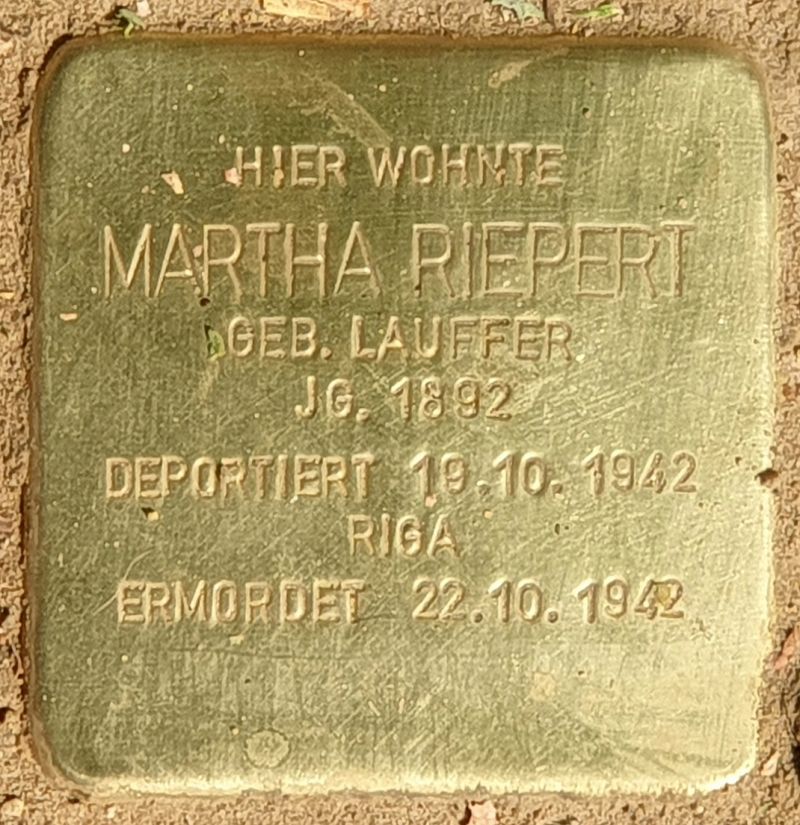 HIER WOHNTE
MARTHA RIEPERT
GEB. LAUFFER
JG. 1892
DEPORTIERT 19.10.1942
RIGA
ERMORDET 22.10.1942